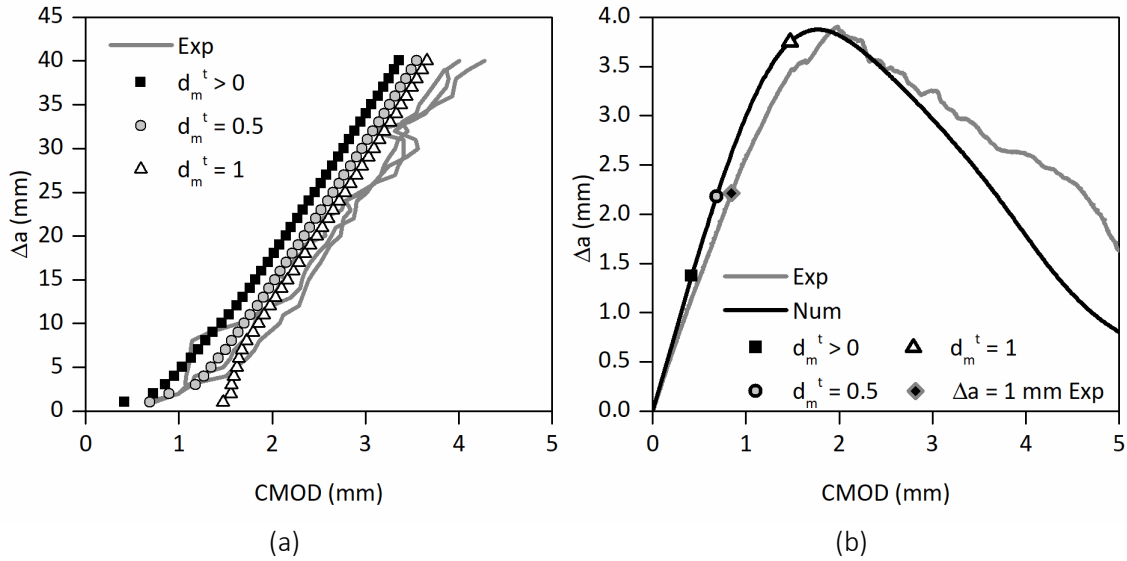 45
40
35
30
25
20
15
10
5
0
Δa (mm)
Exp
d_m^t > 0
d_m^t = 0.5
d_m^t = 1
0 1 2 3 4 5
CMOD (mm)
(a)
4.0
3.5
3.0
2.5
2.0
1.5
1.0
0.5
0.0
Δa (mm)
Exp
Num
d_m^t > 0
d_m^t = 1
d_m^t = 0.5
Δa = 1 mm Exp
0 1 2 3 4 5
CMOD (mm)
(b)